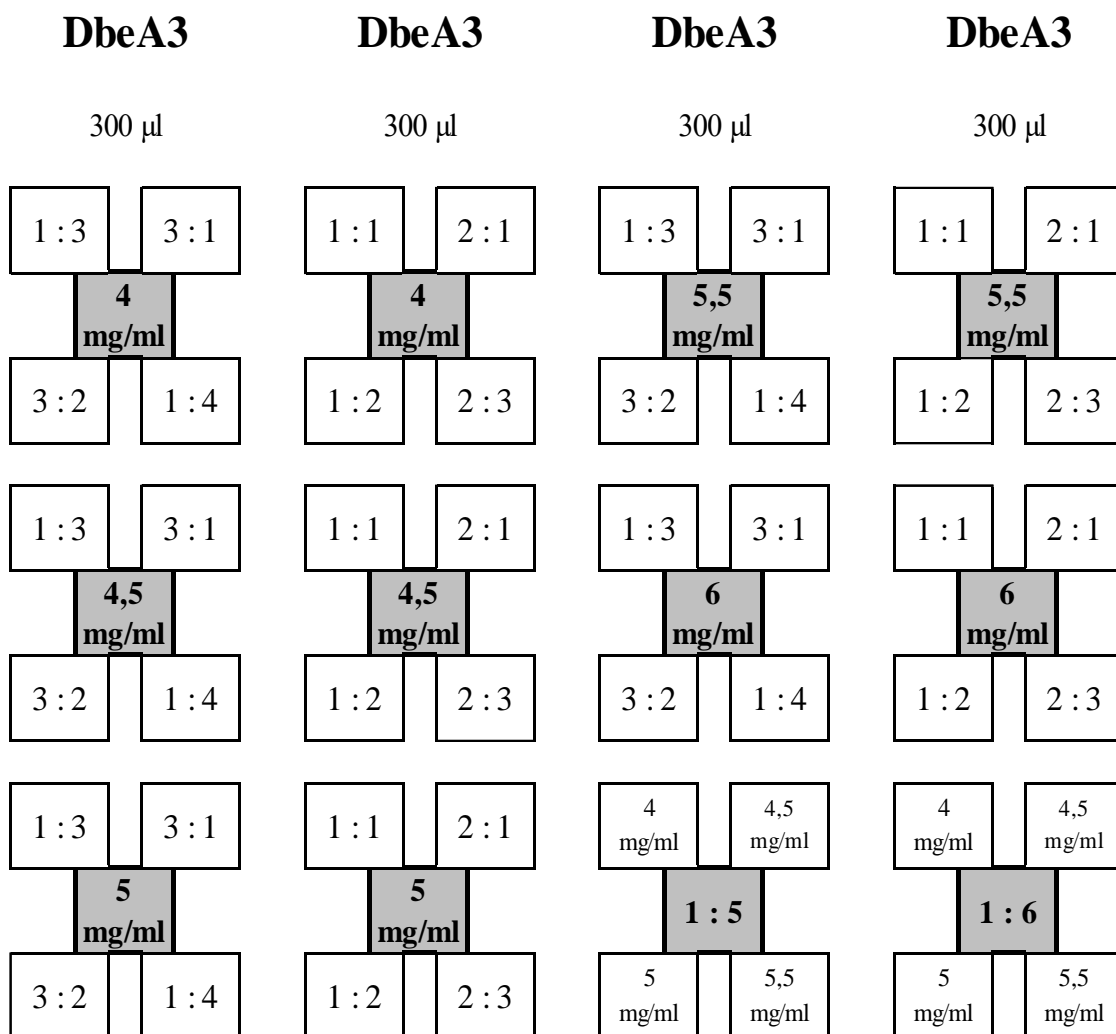 DbeA3 DbeA3 DbeA3 DbeA3
300 µl 300 µl 300 µl 300 µl
1 : 3 3 : 1 1 : 1 2 : 1 1 : 3 3 : 1 1 : 1 2 : 1
4 4 5,5 5,5
mg/ml mg/ml mg/ml mg/ml
3 : 2 1 : 4 1 : 2 2 : 3 3 : 2 1 : 4 1 : 2 2 : 3
1 : 3 3 : 1 1 : 1 2 : 1 1 : 3 3 : 1 1 : 1 2 : 1
4,5 4,5 6 6
mg/ml mg/ml mg/ml mg/ml
3 : 2 1 : 4 1 : 2 2 : 3 3 : 2 1 : 4 1 : 2 2 : 3
1 : 3 3 : 1 1 : 1 2 : 1 4 4,5 4 4,5
mg/ml mg/ml mg/ml mg/ml
5 5 1 : 5 1 : 6
mg/ml mg/ml
3 : 2 1 : 4 1 : 2 2 : 3 5 5,5 5 5,5
mg/ml mg/ml mg/ml mg/ml